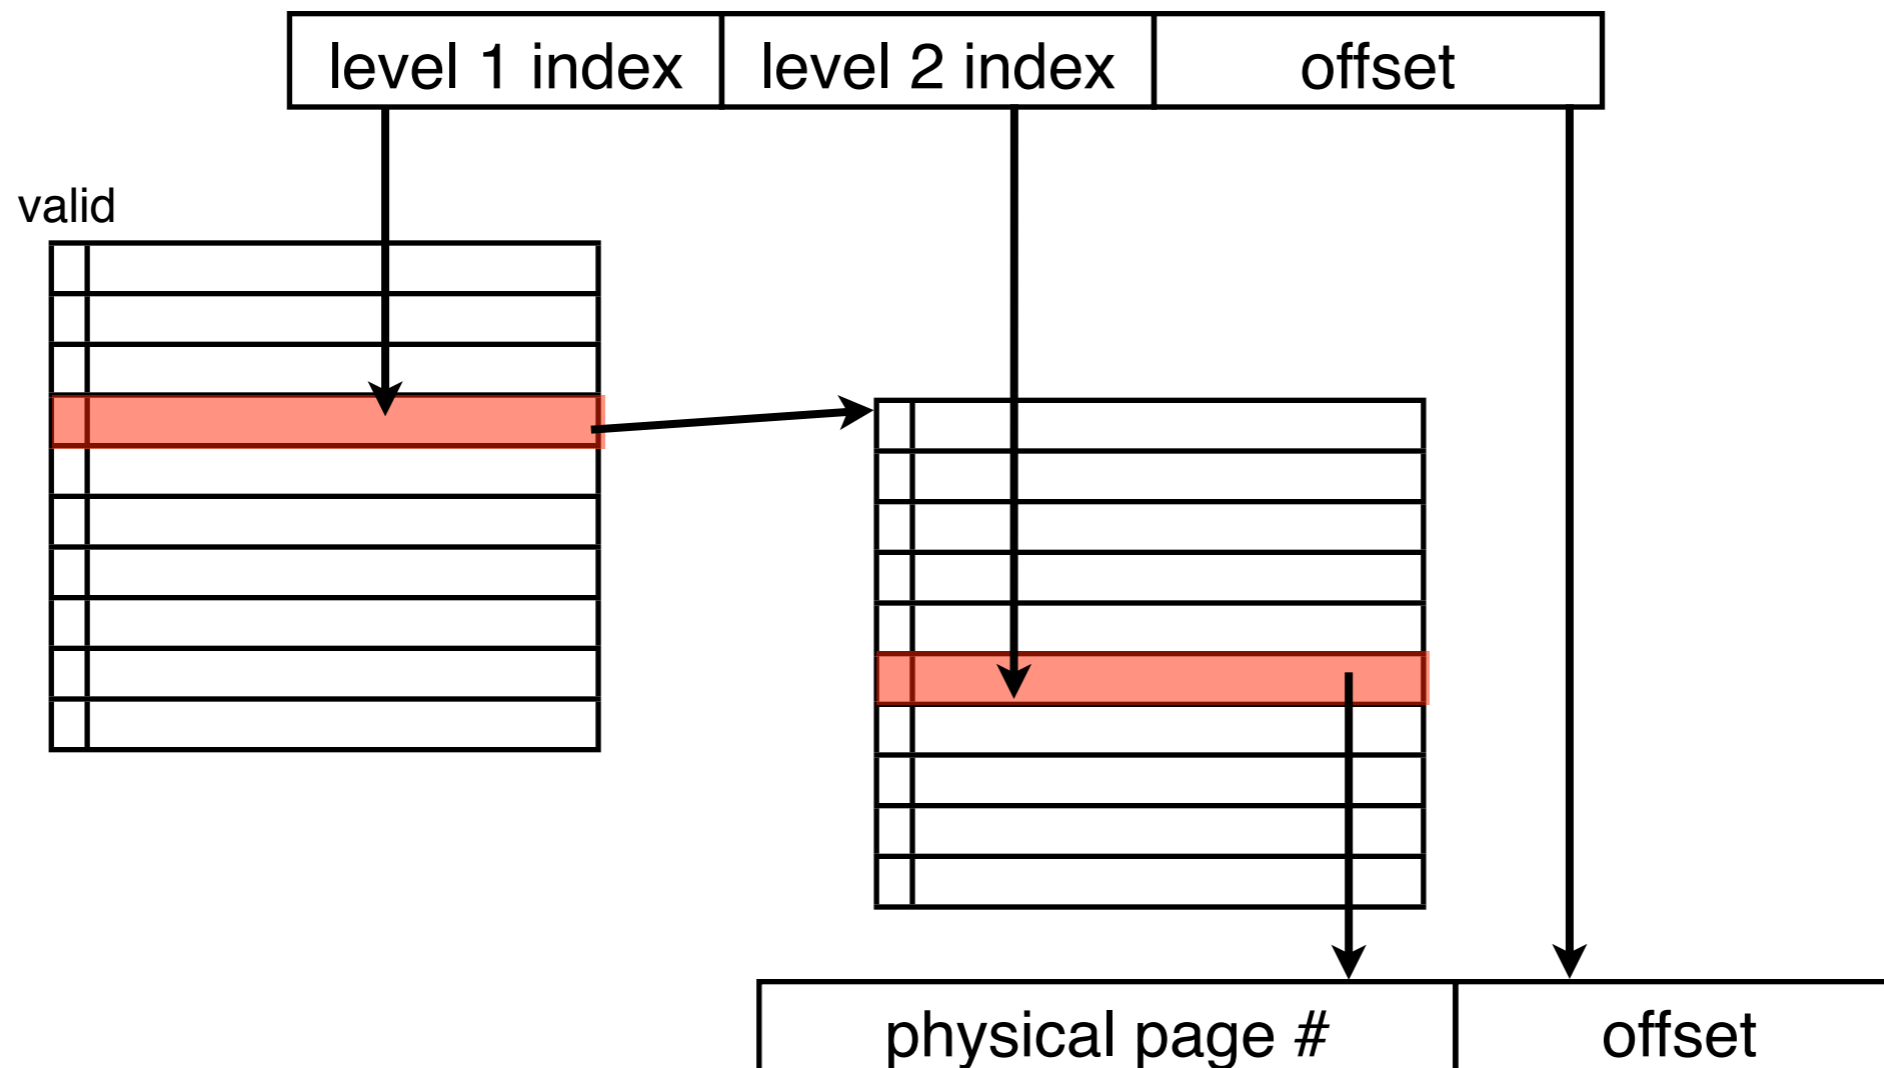 level 1 index level 2 index offset
valid
physical page # offset